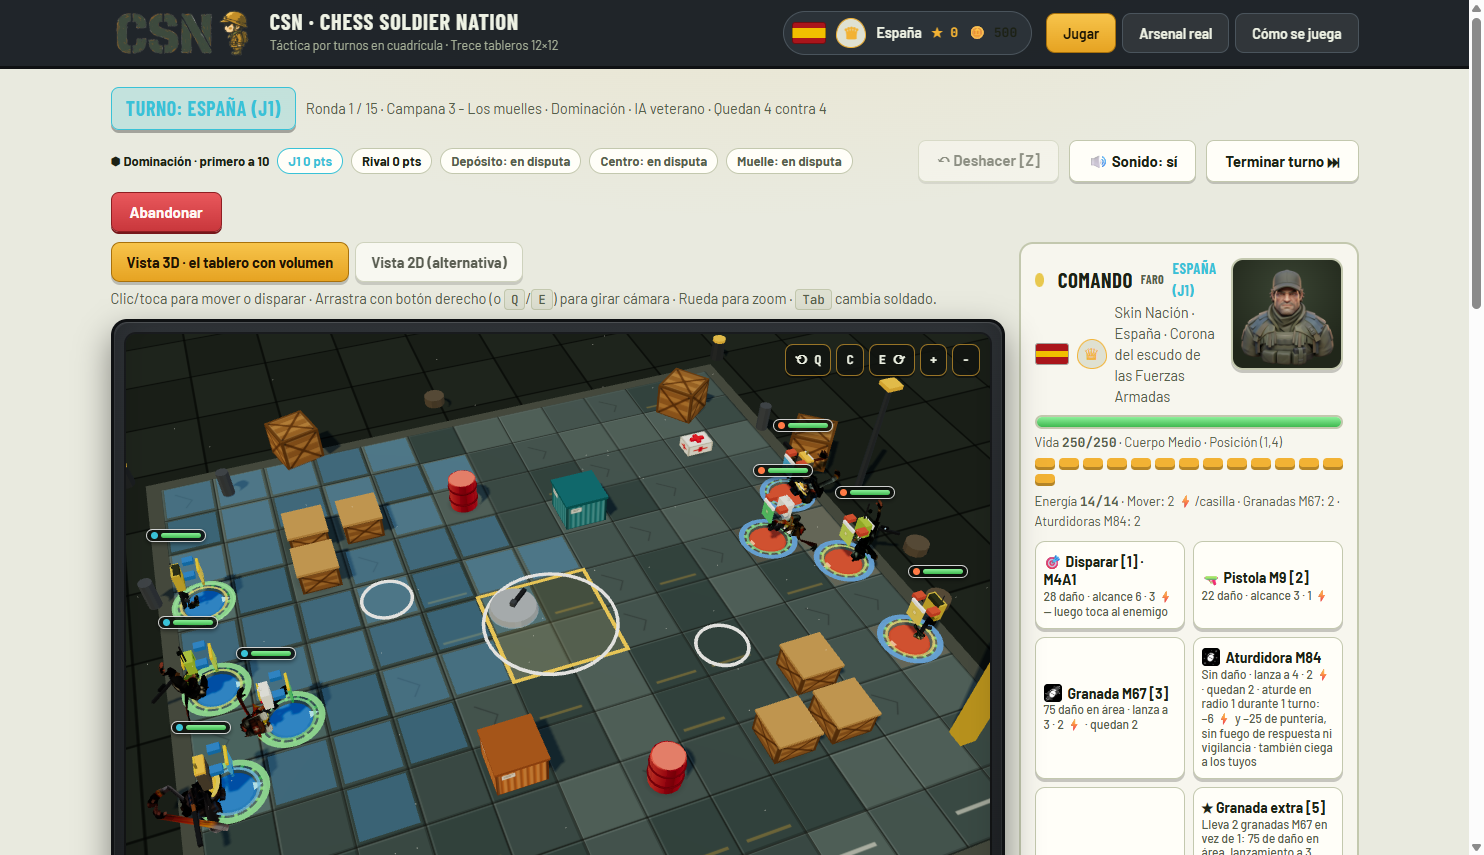 CSN
CSN · CHESS SOLDIER NATION
Táctica por turnos en cuadrícula · Trece tableros 12×12
España ★ 0 500
Jugar
Arsenal real
Cómo se juega
TURNO: ESPAÑA (J1)
Ronda 1 / 15 · Campana 3 - Los muelles · Dominación · IA veterano · Quedan 4 contra 4
Dominación · primero a 10
J1 0 pts
Rival 0 pts
Depósito: en disputa
Centro: en disputa
Muelle: en disputa
Deshacer [Z]
Sonido: sí
Terminar turno
Abandonar
Vista 3D · el tablero con volumen
Vista 2D (alternativa)
Clic/toca para mover o disparar · Arrastra con botón derecho (o Q / E ) para girar cámara · Rueda para zoom · Tab cambia soldado.
Q
C
E
+
-
COMANDO FARO ESPAÑA
(J1)
Skin Nación ·
España · Corona
del escudo de
las Fuerzas
Armadas
Vida 250/250 · Cuerpo Medio · Posición (1,4)
Energía 14/14 · Mover: 2 /casilla · Granadas M67: 2 ·
Aturdidoras M84: 2
Disparar [1] ·
M4A1
28 daño · alcance 6 · 3
— luego toca al enemigo
Pistola M9 [2]
22 daño · alcance 3 · 1
Granada M67 [3]
75 daño en área · lanza a
3 · 2 · quedan 2
Aturdidora M84
Sin daño · lanza a 4 · 2
· quedan 2 · aturde en
radio 1 durante 1 turno:
−6 y −25 de puntería,
sin fuego de respuesta ni
vigilancia · también ciega
a los tuyos
★ Granada extra [5]
Lleva 2 granadas M67 en
vez de 1: 75 de daño en
área, lanzamiento a 3